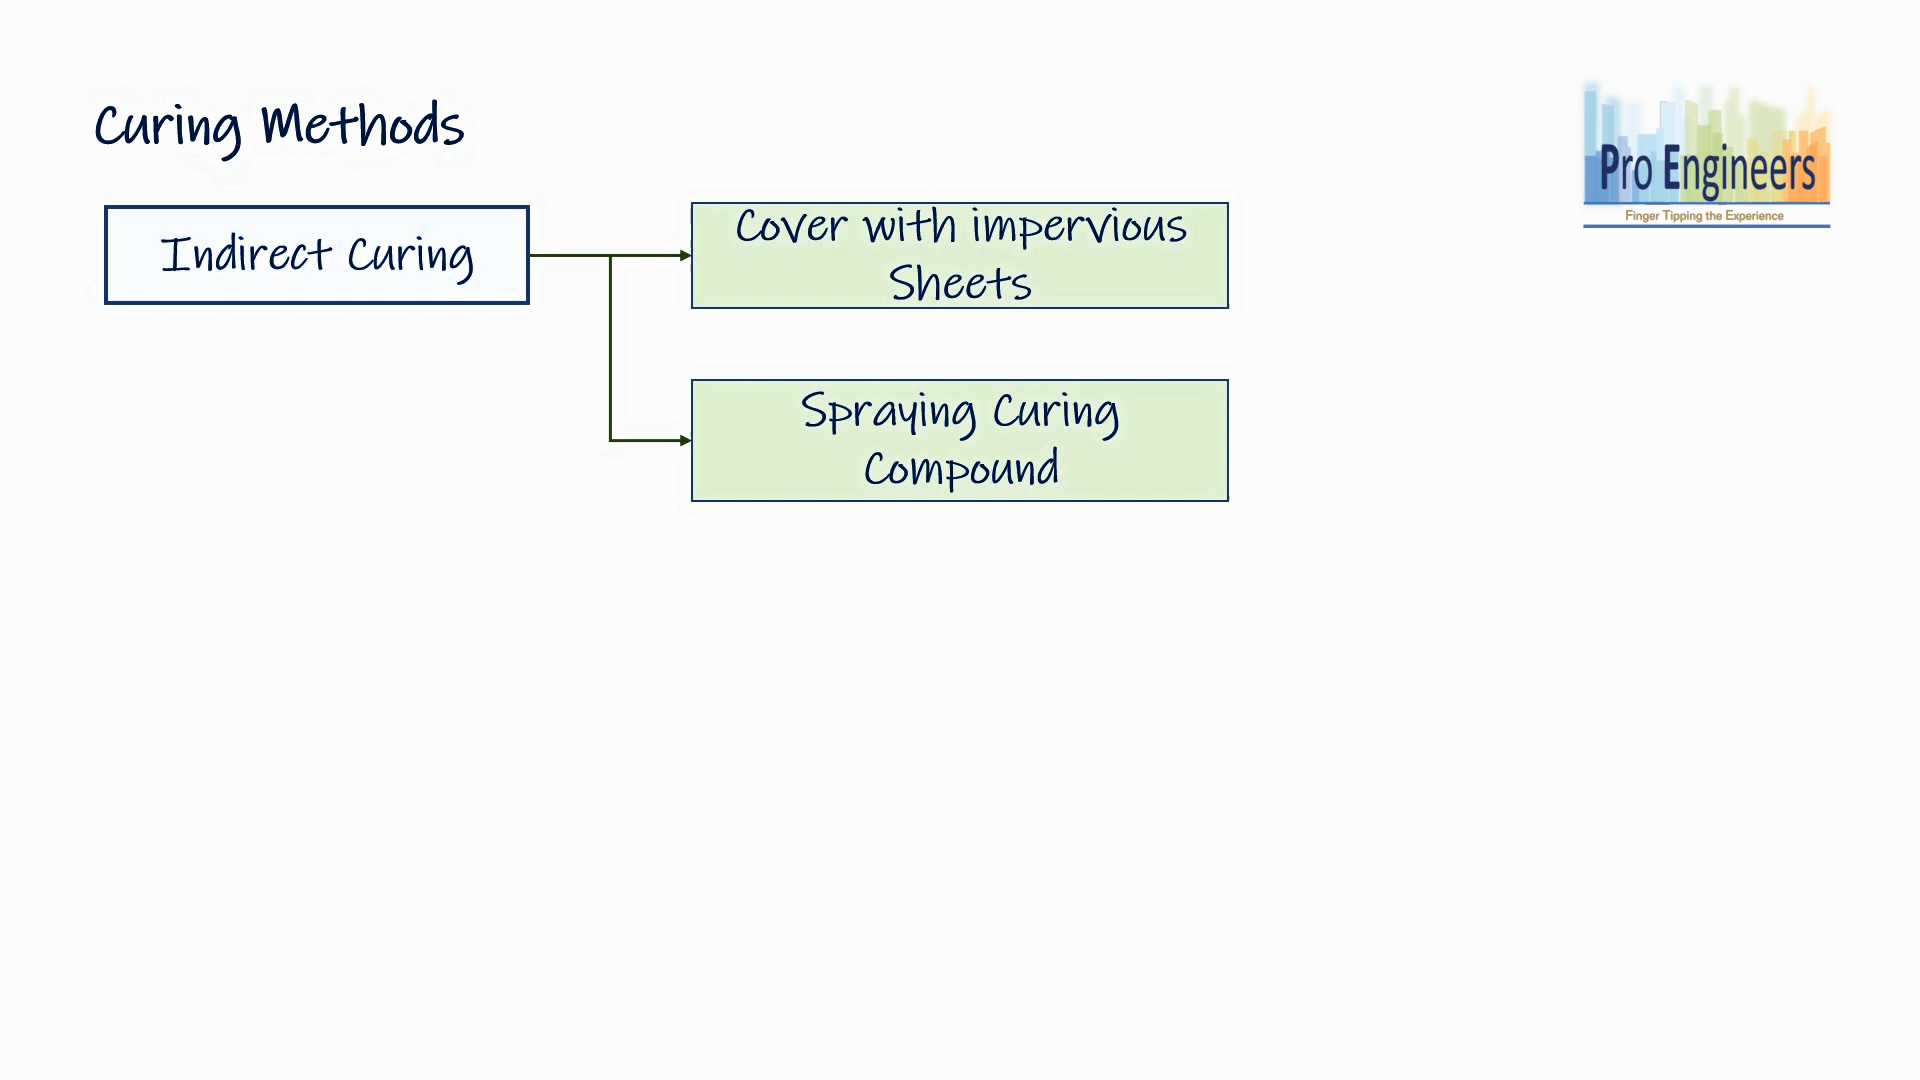 Curing Methods
Pro Engineers
Finger Tipping the Experience
Indirect Curing
Cover with impervious
Sheets
Spraying Curing
Compound